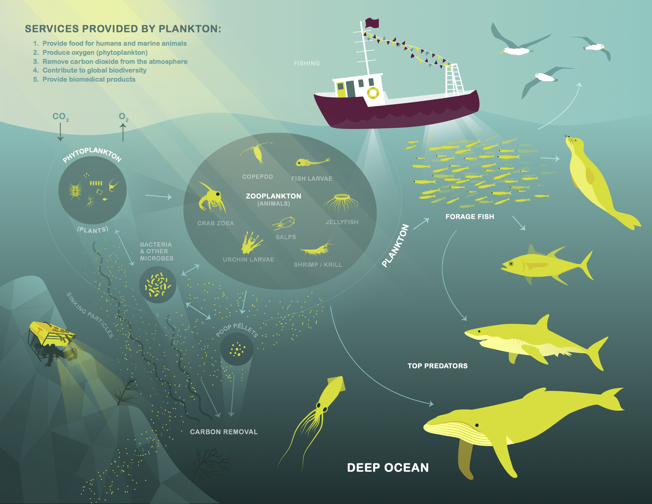 SERVICES PROVIDED BY PLANKTON:
1. Provide food for humans and marine animals
2. Produce oxygen (phytoplankton)
3. Remove carbon dioxide from the atmosphere
4. Contribute to global biodiversity
5. Provide biomedical products
FISHING
CO2
O2
PHYTOPLANKTON
(PLANTS)
COPEPOD
FISH LARVAE
ZOOPLANKTON
(ANIMALS)
CRAB ZOEA
JELLYFISH
SALPS
URCHIN LARVAE
SHRIMP / KRILL
PLANKTON
FORAGE FISH
BACTERIA
& OTHER
MICROBES
SINKING PARTICLES
POOP PELLETS
TOP PREDATORS
CARBON REMOVAL
DEEP OCEAN